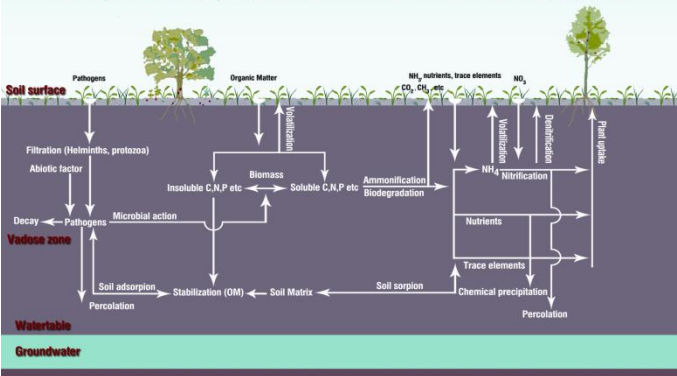 Pathogens
Organic Matter
NH3, nutrients, trace elements
CO2, CH4, etc
NO3
Soil surface
Volatilization
Volatilization
Denitrification
Plant uptake
Filtration (Helminths, protozoa)
Abiotic factor
Biomass
Insoluble C,N,P etc
Soluble C,N,P etc
Ammonification
Biodegradation
NH4
Nitrification
Decay
Pathogens
Microbial action
Nutrients
Vadose zone
Trace elements
Soil adsorption
Stabilization (OM)
Soil Matrix
Soil sorpion
Chemical precipitation
Percolation
Percolation
Watertable
Groundwater